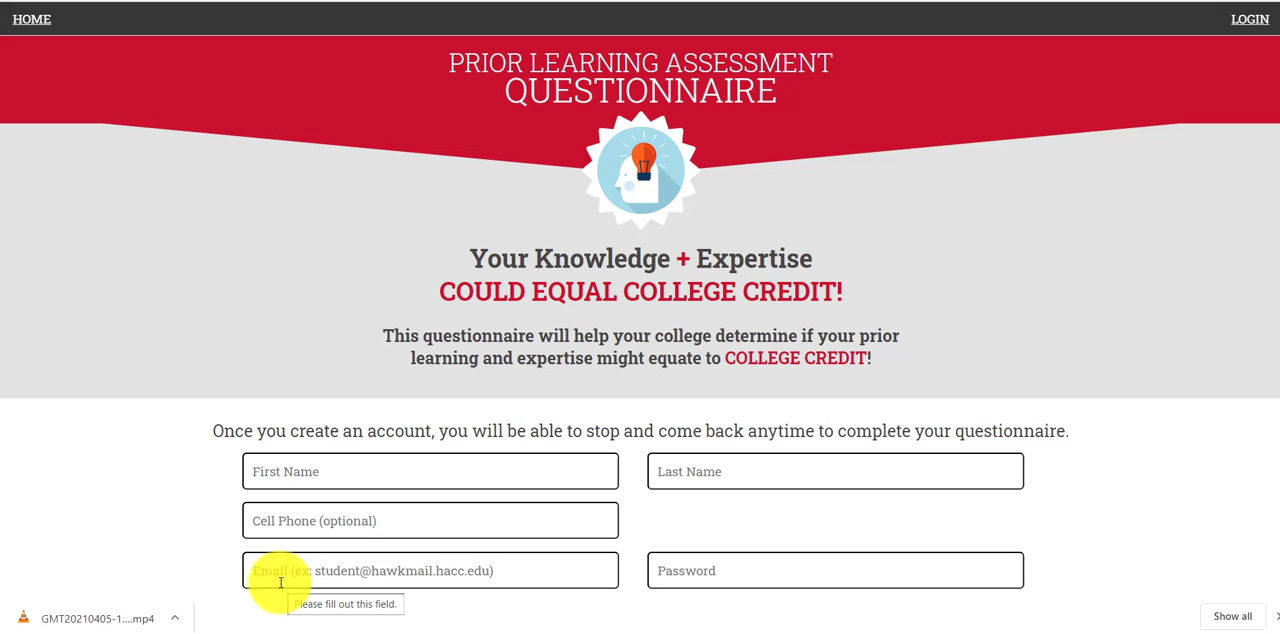 HOME
LOGIN
PRIOR LEARNING ASSESSMENT
QUESTIONNAIRE
Your Knowledge + Expertise
COULD EQUAL COLLEGE CREDIT!
This questionnaire will help your college determine if your prior
learning and expertise might equate to COLLEGE CREDIT!
Once you create an account, you will be able to stop and come back anytime to complete your questionnaire.
First Name
Last Name
Cell Phone (optional)
Email (ex: student@hawkmail.hacc.edu)
Password
Please fill out this field.
GMT20210405-1....mp4
Show all